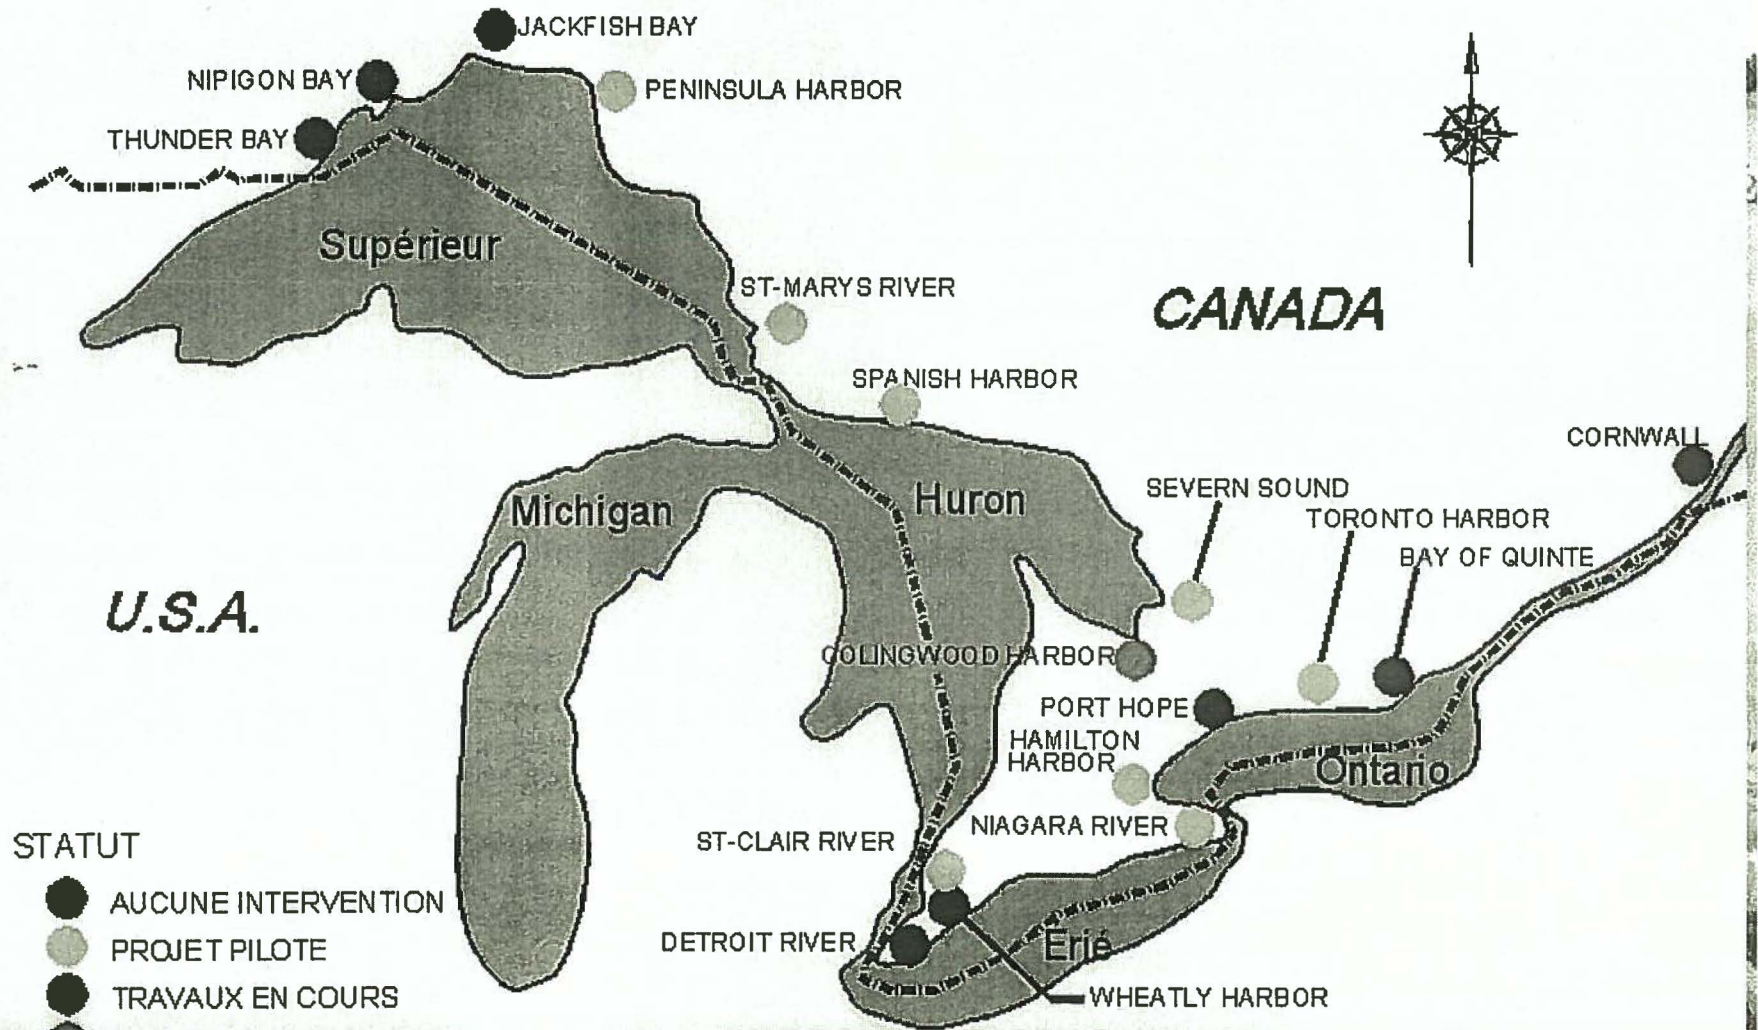 JACKFISH BAY
NIPIGON BAY
PENINSULA HARBOR
THUNDER BAY
Supérieur
ST-MARYS RIVER
CANADA
SPANISH HARBOR
CORNWALL
Michigan
Huron
SEVERN SOUND
TORONTO HARBOR
BAY OF QUINTE
U.S.A.
COLINGWOOD HARBOR
PORT HOPE
HAMILTON
HARBOR
Ontario
NIAGARA RIVER
ST-CLAIR RIVER
DETROIT RIVER
Erié
WHEATLY HARBOR
STATUT
AUCUNE INTERVENTION
PROJET PILOTE
TRAVAUX EN COURS